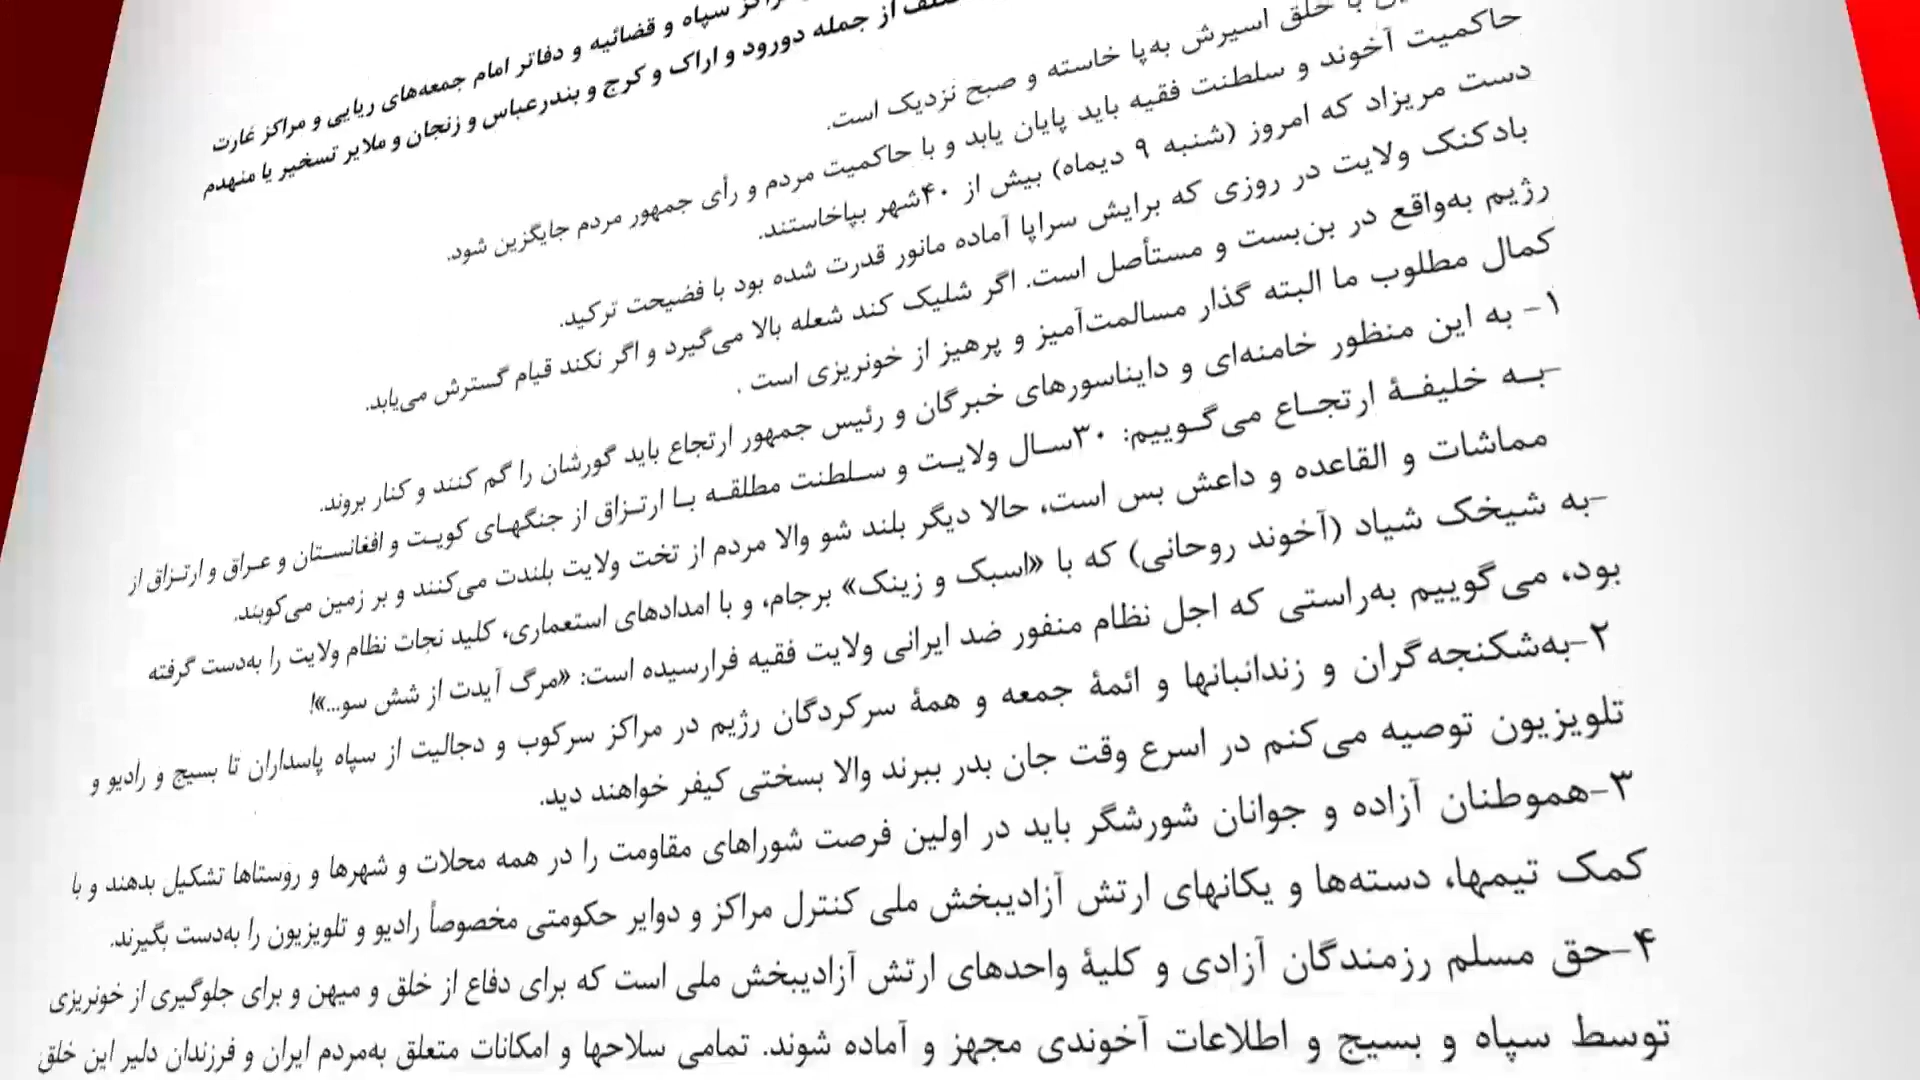 مراکز سپاه و قضائیه و دفاتر امام جمعه‌های ریایی و مراکز غارت
از جمله دورود و اراک و کرج و بندرعباس و زنجان و ملایر تسخیر یا منهدم
با خلق اسیرش به‌پا خاسته و صبح نزدیک است.
حاکمیت آخوند و سلطنت فقیه باید پایان یابد و با حاکمیت مردم و رأی جمهور مردم جایگزین شود.
دست مریزاد که امروز (شنبه ۹ دیماه) بیش از ۴۰شهر بپاخاستند.
بادکنک ولایت در روزی که برایش سراپا آماده مانور قدرت شده بود با فضیحت ترکید.
رژیم به‌واقع در بن‌بست و مستأصل است. اگر شلیک کند شعله بالا می‌گیرد و اگر نکند قیام گسترش می‌یابد.
کمال مطلوب ما البته گذار مسالمت‌آمیز و پرهیز از خونریزی است .
۱- به این منظور خامنه‌ای و دایناسورهای خبرگان و رئیس جمهور ارتجاع باید گورشان را گم کنند و کنار بروند.
-به خلیفهٔ ارتجاع می‌گوییم: ۳۰سال ولایت و سلطنت مطلقه با ارتزاق از جنگهای کویت و افغانستان و عراق و ارتزاق از
مماشات و القاعده و داعش بس است، حالا دیگر بلند شو والا مردم از تخت ولایت بلندت می‌کنند و بر زمین می‌کوبند.
-به شیخک شیاد (آخوند روحانی) که با «اسبک و زینک» برجام، و با امدادهای استعماری، کلید نجات نظام ولایت را به‌دست گرفته
بود، می‌گوییم به‌راستی که اجل نظام منفور ضد ایرانی ولایت فقیه فرارسیده است: «مرگ آیدت از شش سو...»!
۲-به‌شکنجه‌گران و زندانبانها و ائمهٔ جمعه و همهٔ سرکردگان رژیم در مراکز سرکوب و دجالیت از سپاه پاسداران تا بسیج و رادیو و
تلویزیون توصیه می‌کنم در اسرع وقت جان بدر ببرند والا بسختی کیفر خواهند دید.
۳-هموطنان آزاده و جوانان شورشگر باید در اولین فرصت شوراهای مقاومت را در همه محلات و شهرها و روستاها تشکیل بدهند و با
کمک تیمها، دسته‌ها و یکانهای ارتش آزادیبخش ملی کنترل مراکز و دوایر حکومتی مخصوصاً رادیو و تلویزیون را به‌دست بگیرند.
۴-حق مسلم رزمندگان آزادی و کلیهٔ واحدهای ارتش آزادیبخش ملی است که برای دفاع از خلق و میهن و برای جلوگیری از خونریزی
توسط سپاه و بسیج و اطلاعات آخوندی مجهز و آماده شوند. تمامی سلاحها و امکانات متعلق به‌مردم ایران و فرزندان دلیر این خلق